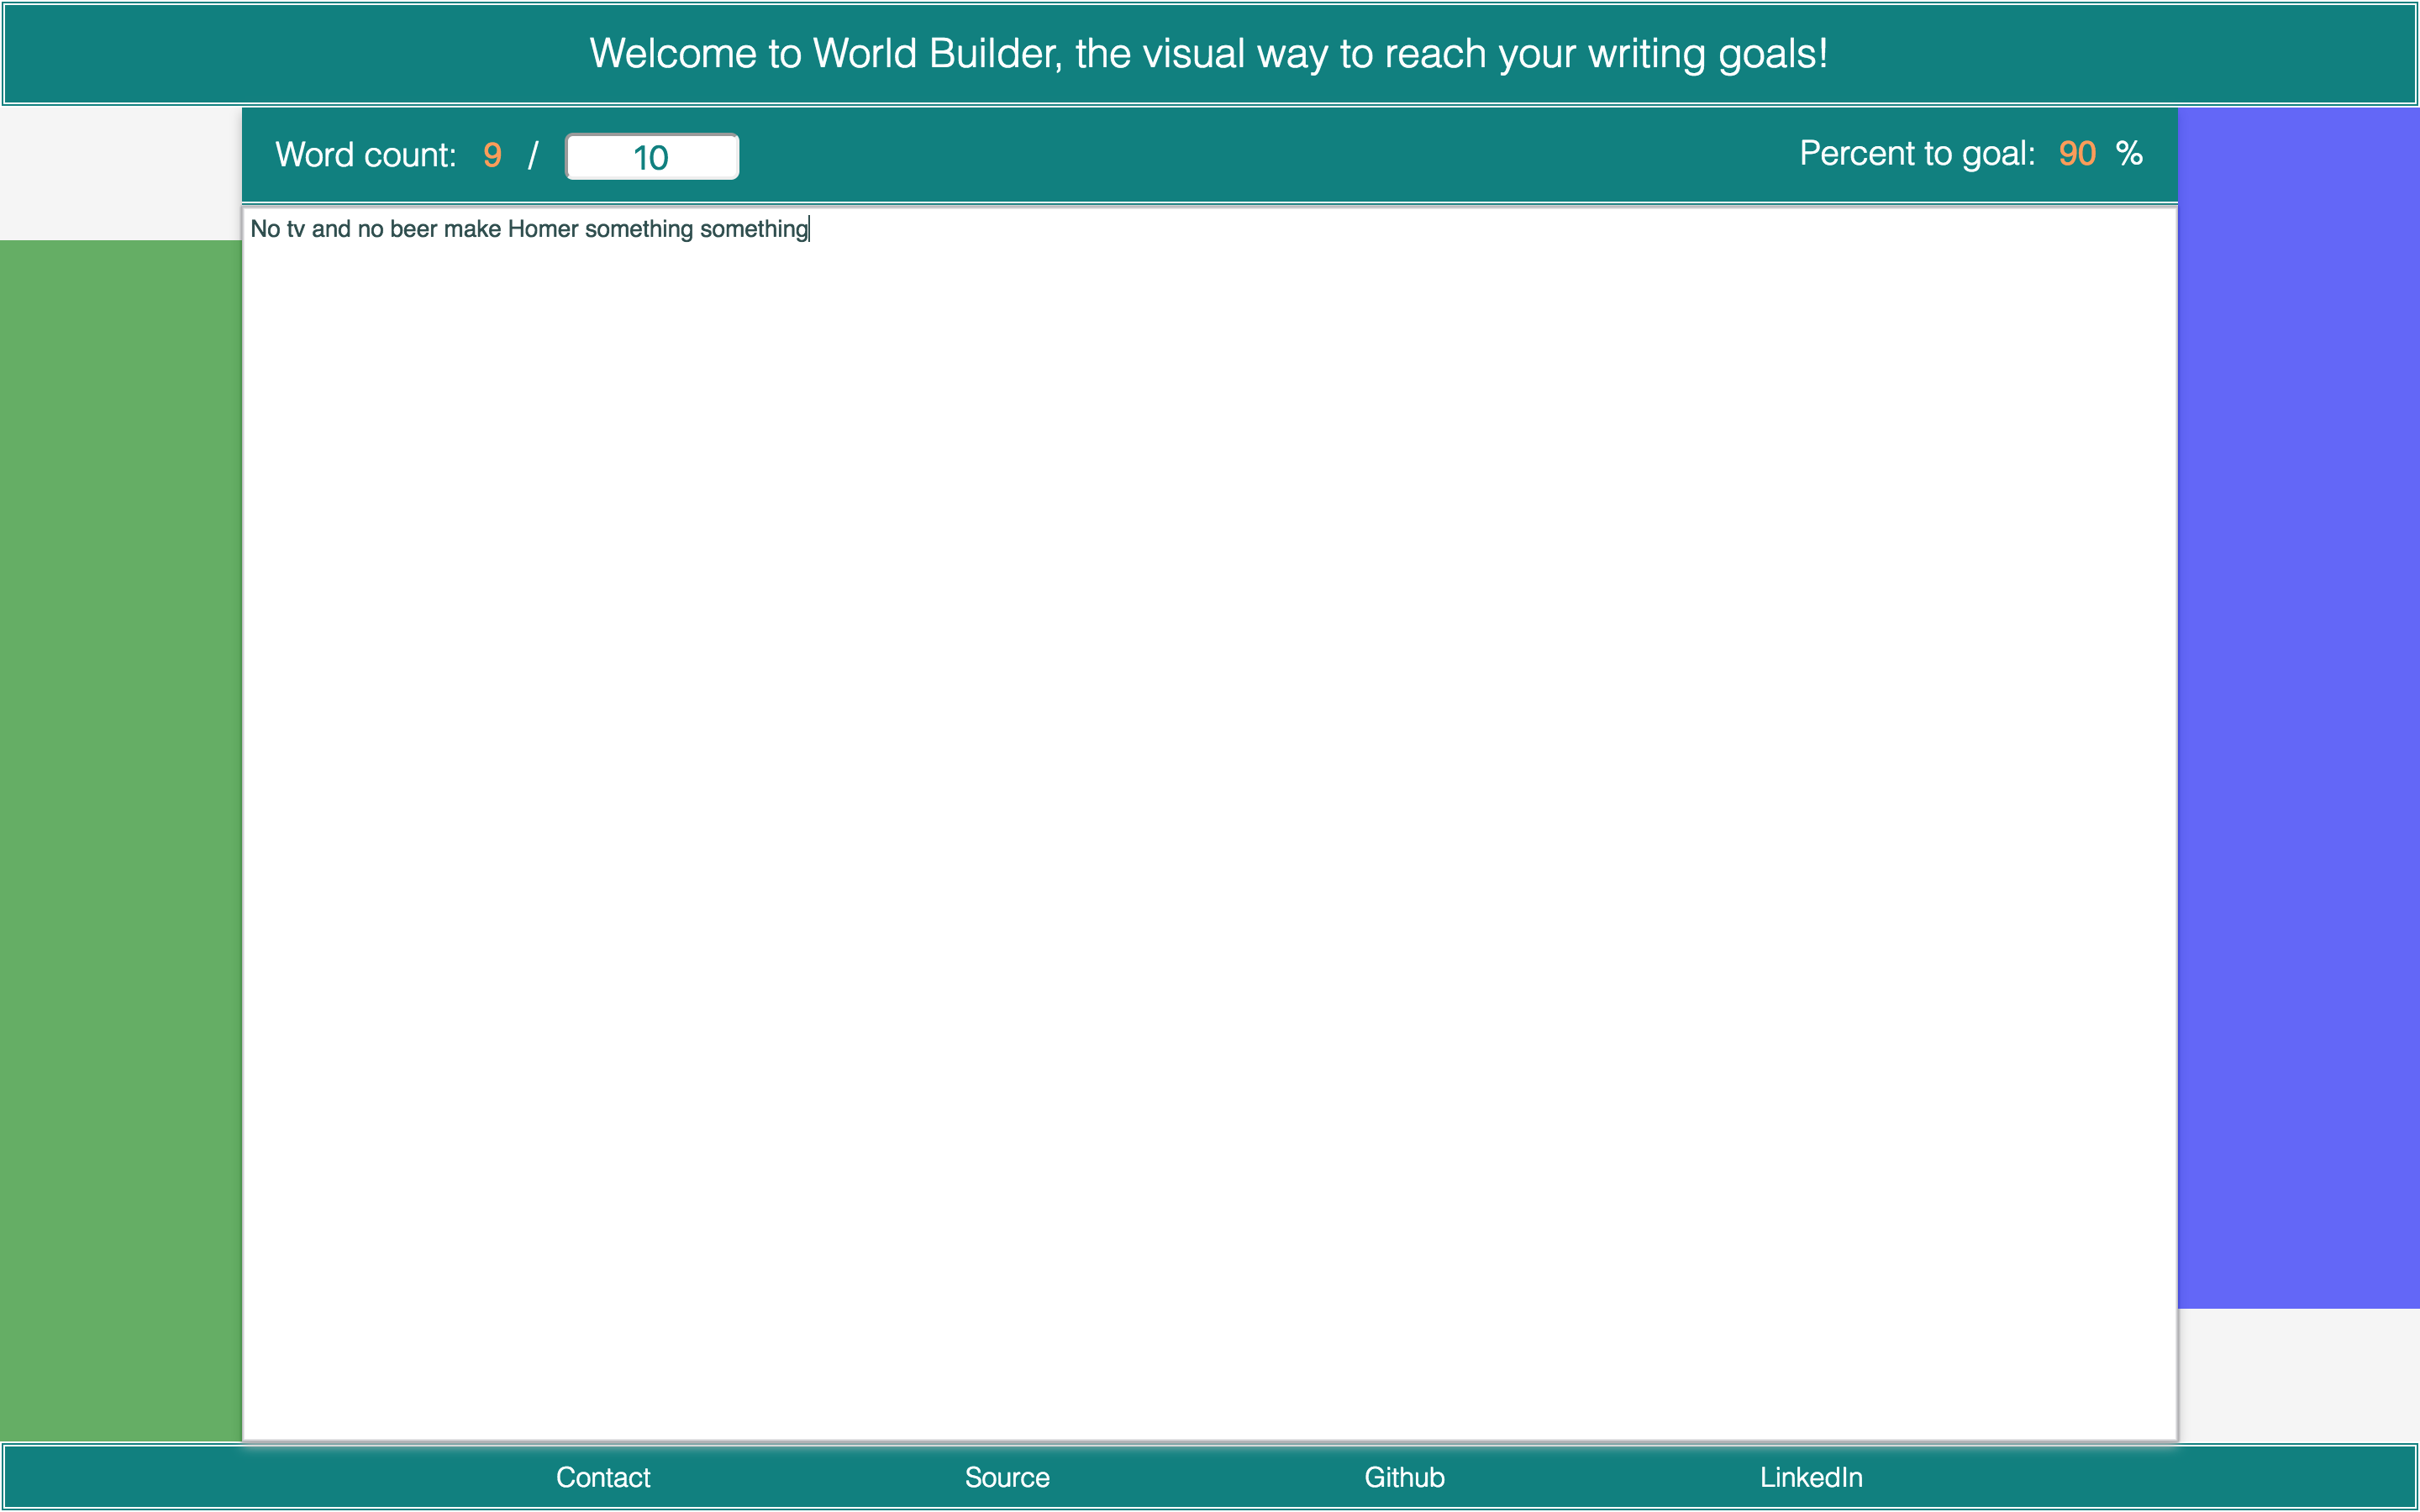 Welcome to World Builder, the visual way to reach your writing goals!
Word count: 9 / 10 Percent to goal: 90 %
No tv and no beer make Homer something something
Contact Source Github LinkedIn